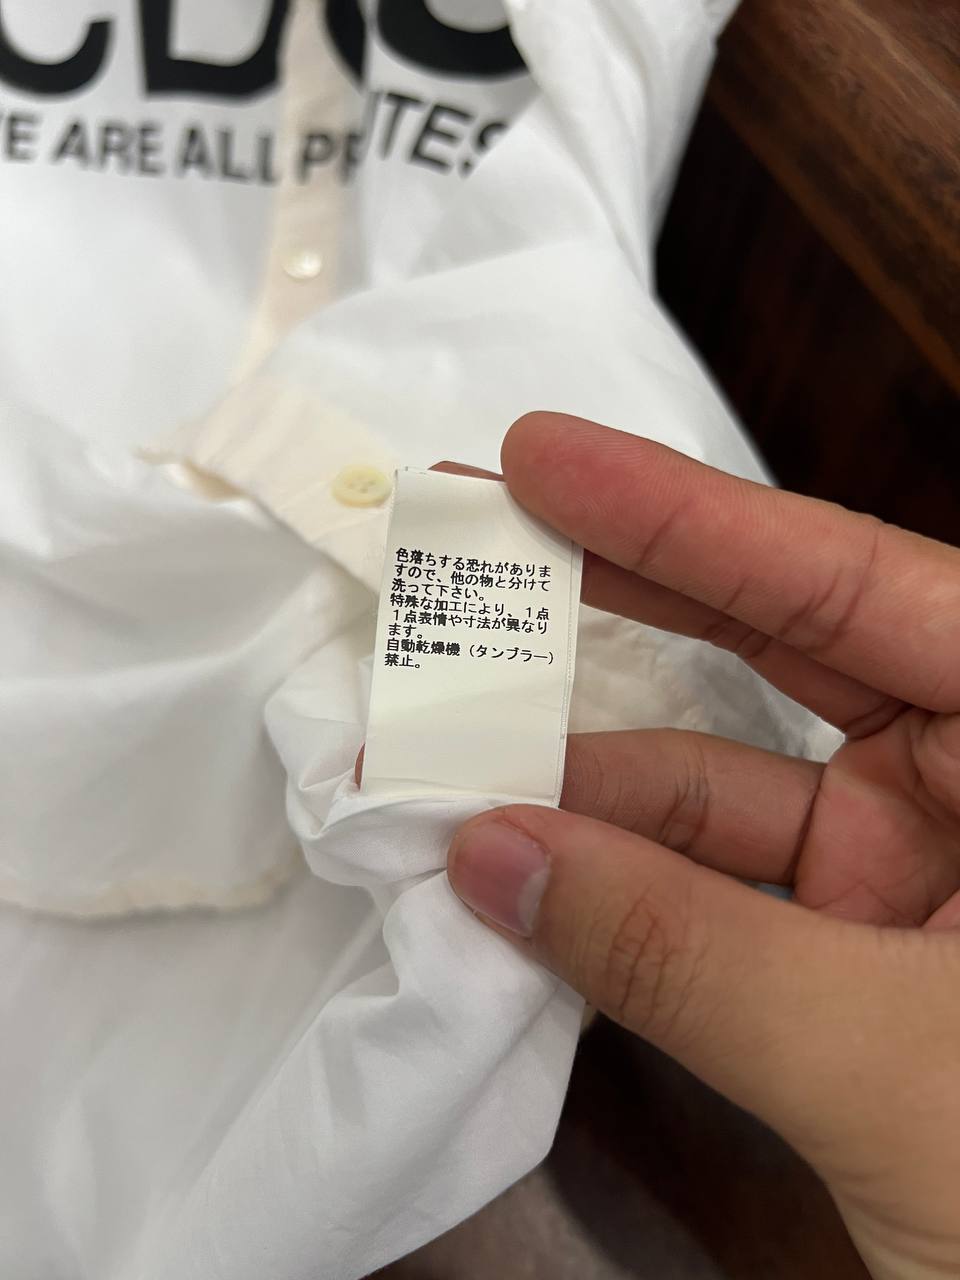 WE ARE ALL
色落ちする恐れがありま
すので、他の物と分けて
洗って下さい。
特殊な加工により、１点
１点表情や寸法が異なり
ます。
自動乾燥機（タンブラー）
禁止。